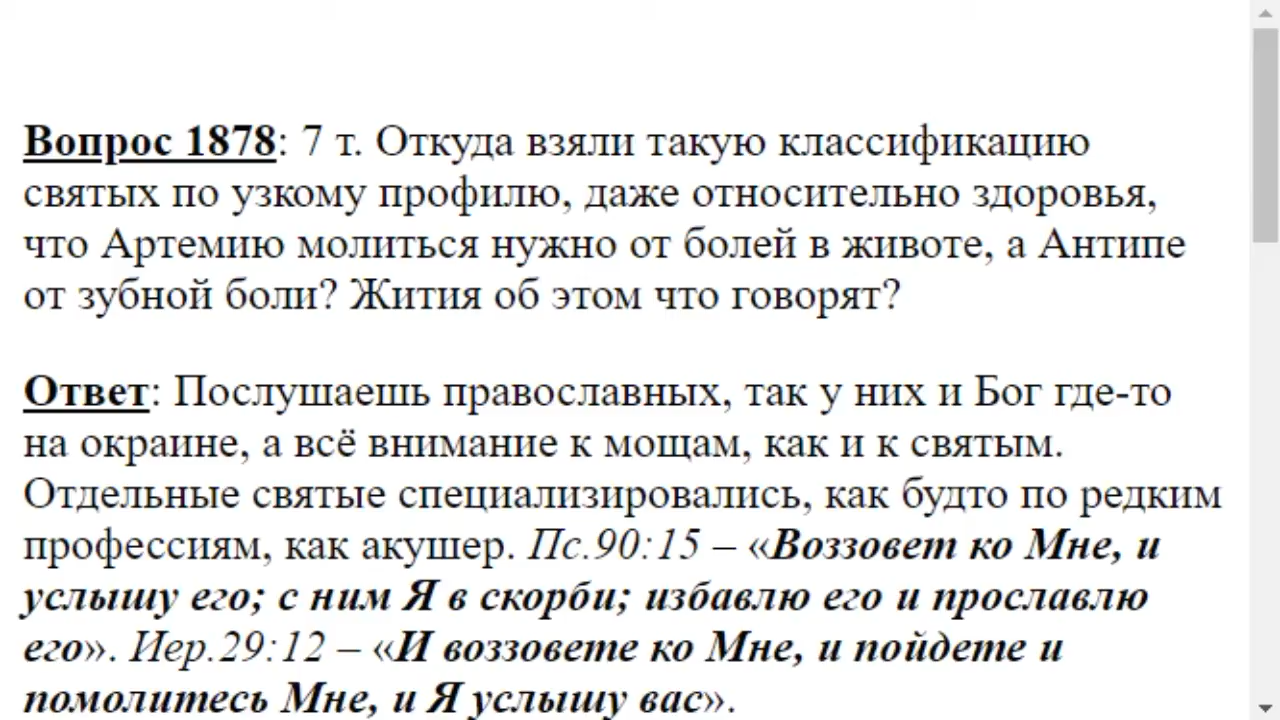 Вопрос 1878: 7 т. Откуда взяли такую классификацию
святых по узкому профилю, даже относительно здоровья,
что Артемию молиться нужно от болей в животе, а Антипе
от зубной боли? Жития об этом что говорят?
Ответ: Послушаешь православных, так у них и Бог где-то
на окраине, а всё внимание к мощам, как и к святым.
Отдельные святые специализировались, как будто по редким
профессиям, как акушер. Пс.90:15 – «Воззовет ко Мне, и
услышу его; с ним Я в скорби; избавлю его и прославлю
его». Иер.29:12 – «И воззовете ко Мне, и пойдете и
помолитесь Мне, и Я услышу вас».